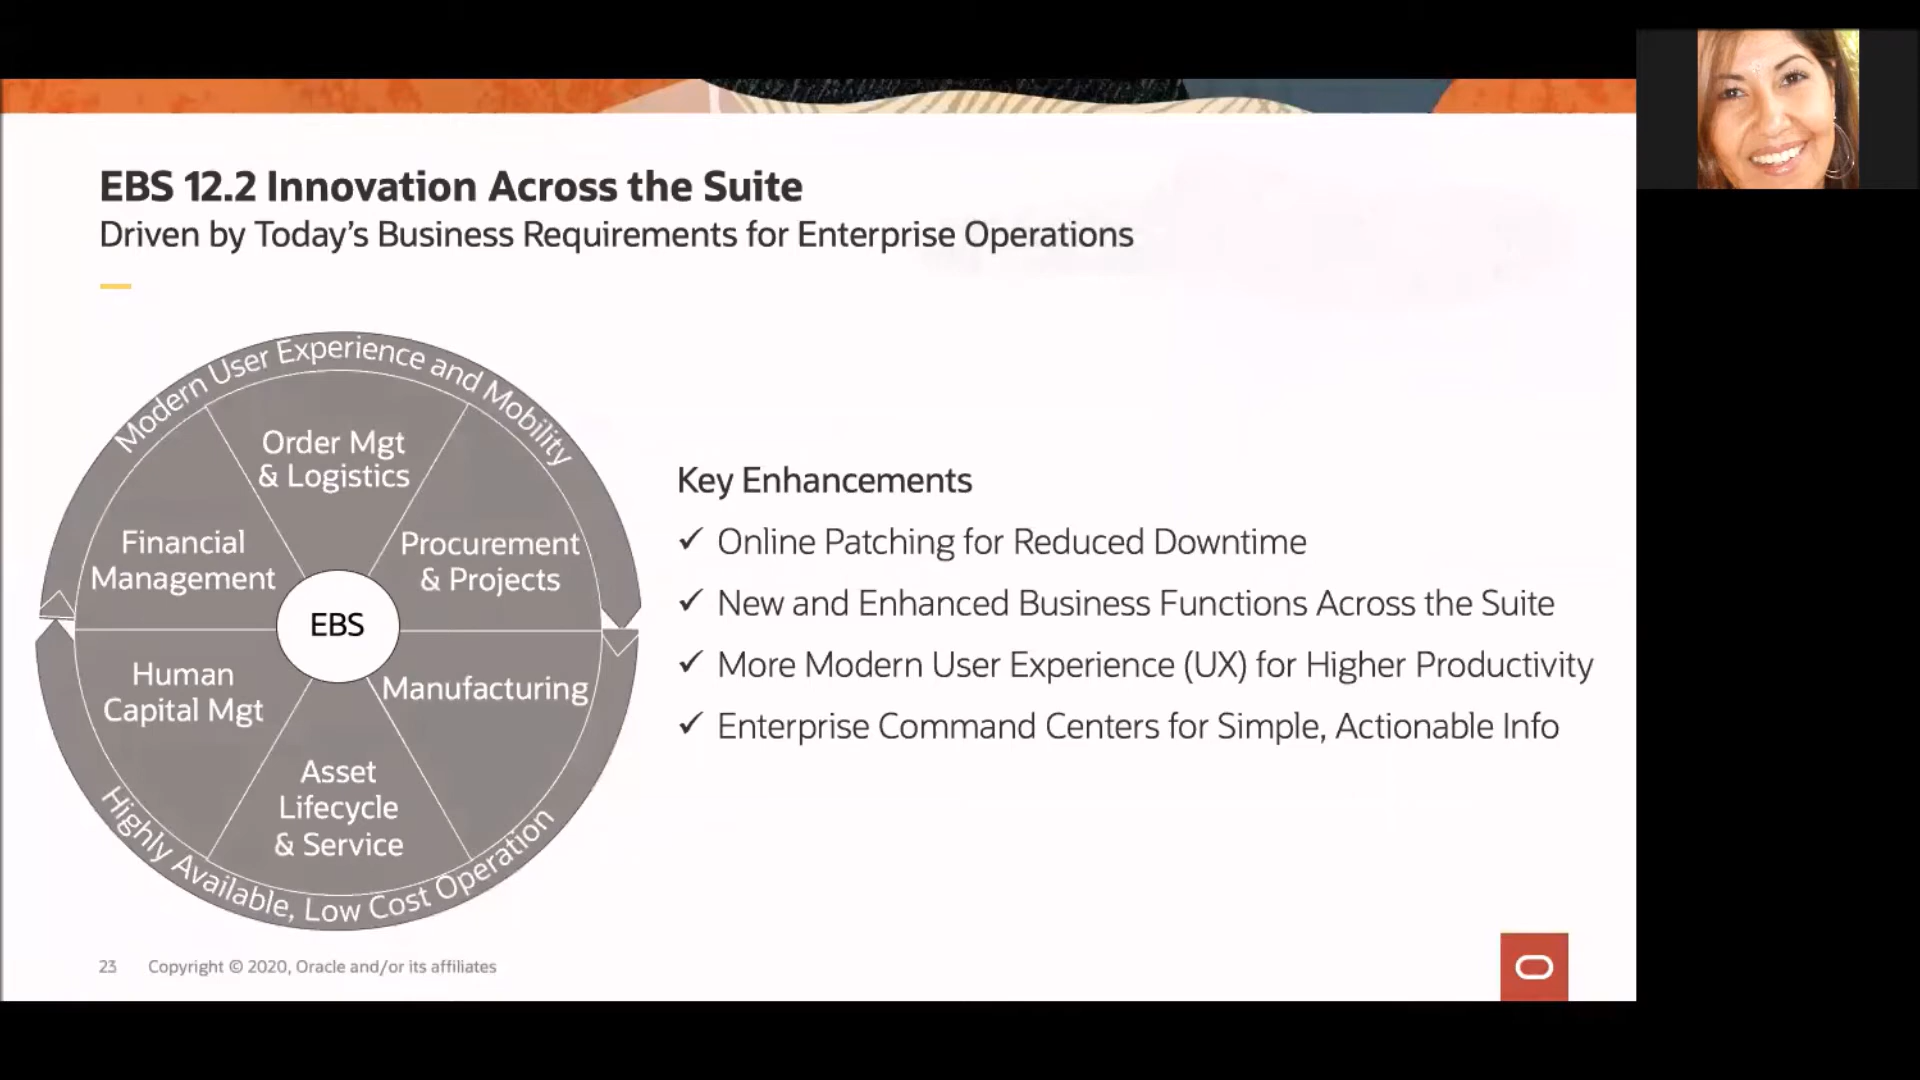 EBS 12.2 Innovation Across the Suite
Driven by Today's Business Requirements for Enterprise Operations
Modern User Experience and Mobility
Order Mgt
& Logistics
Financial
Management
Procurement
& Projects
EBS
Human
Capital Mgt
Manufacturing
Asset
Lifecycle
& Service
Highly Available, Low Cost Operation
Key Enhancements
✓ Online Patching for Reduced Downtime
✓ New and Enhanced Business Functions Across the Suite
✓ More Modern User Experience (UX) for Higher Productivity
✓ Enterprise Command Centers for Simple, Actionable Info
23 Copyright © 2020, Oracle and/or its affiliates